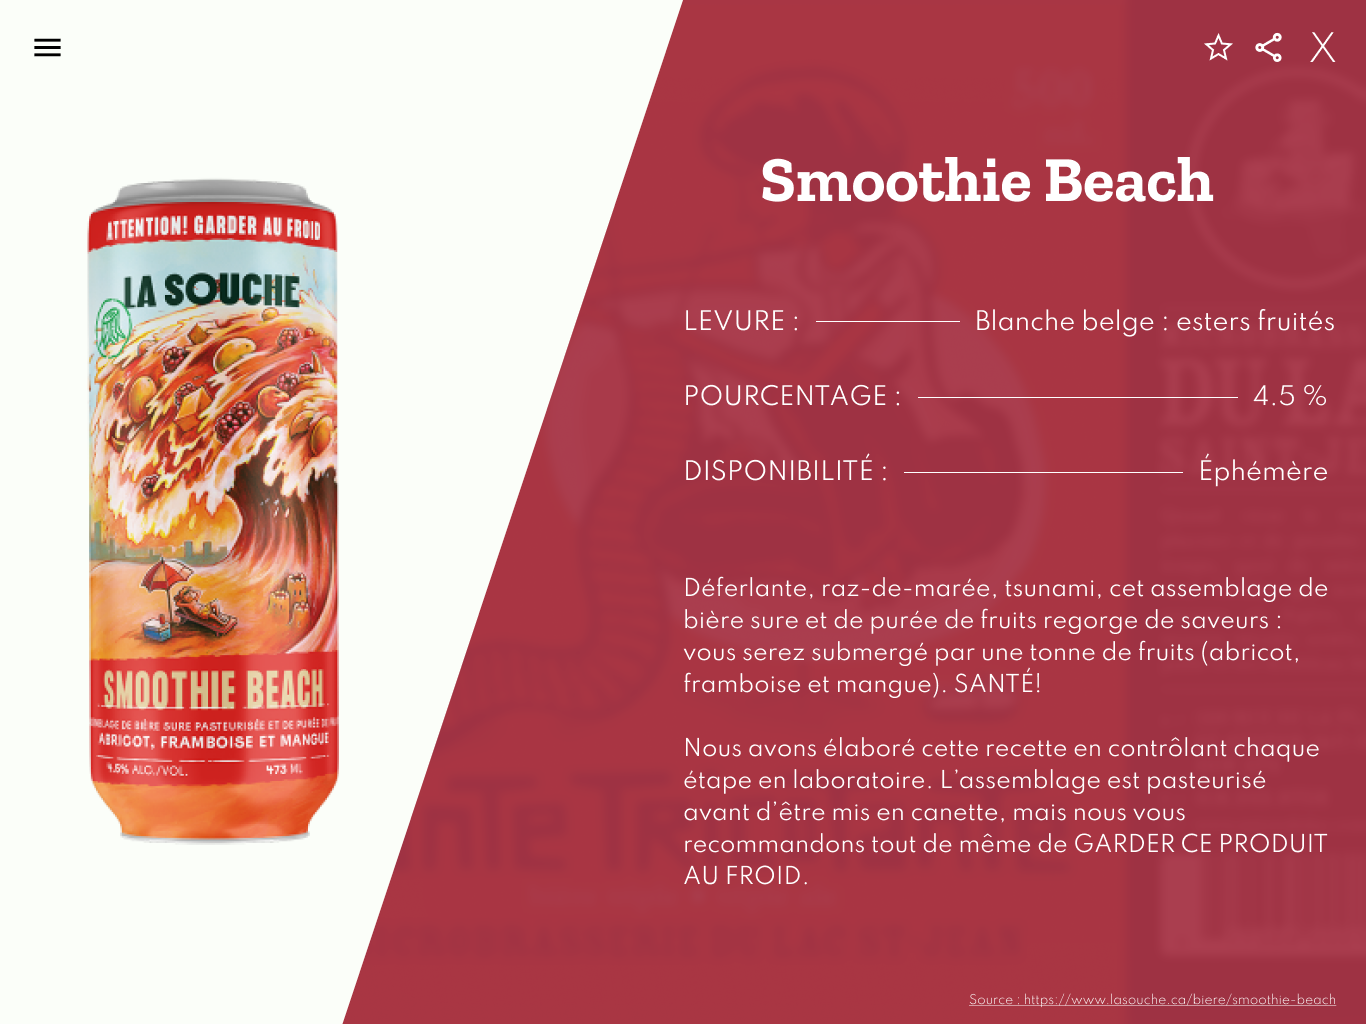 ATTENTION! GARDER AU FROID
LA SOUCHE
SMOOTHIE BEACH
BLAGE DE BIÈRE SURE PASTEURISÉE ET DE PURÉE DE
ABRICOT, FRAMBOISE ET MANGUE
4.5% ALC./VOL. 473 ML
X
Smoothie Beach
LEVURE : Blanche belge : esters fruités
POURCENTAGE : 4.5 %
DISPONIBILITÉ : Éphémère
Déferlante, raz-de-marée, tsunami, cet assemblage de
bière sure et de purée de fruits regorge de saveurs :
vous serez submergé par une tonne de fruits (abricot,
framboise et mangue). SANTÉ!
Nous avons élaboré cette recette en contrôlant chaque
étape en laboratoire. L’assemblage est pasteurisé
avant d’être mis en canette, mais nous vous
recommandons tout de même de GARDER CE PRODUIT
AU FROID.
Source : https://www.lasouche.ca/biere/smoothie-beach